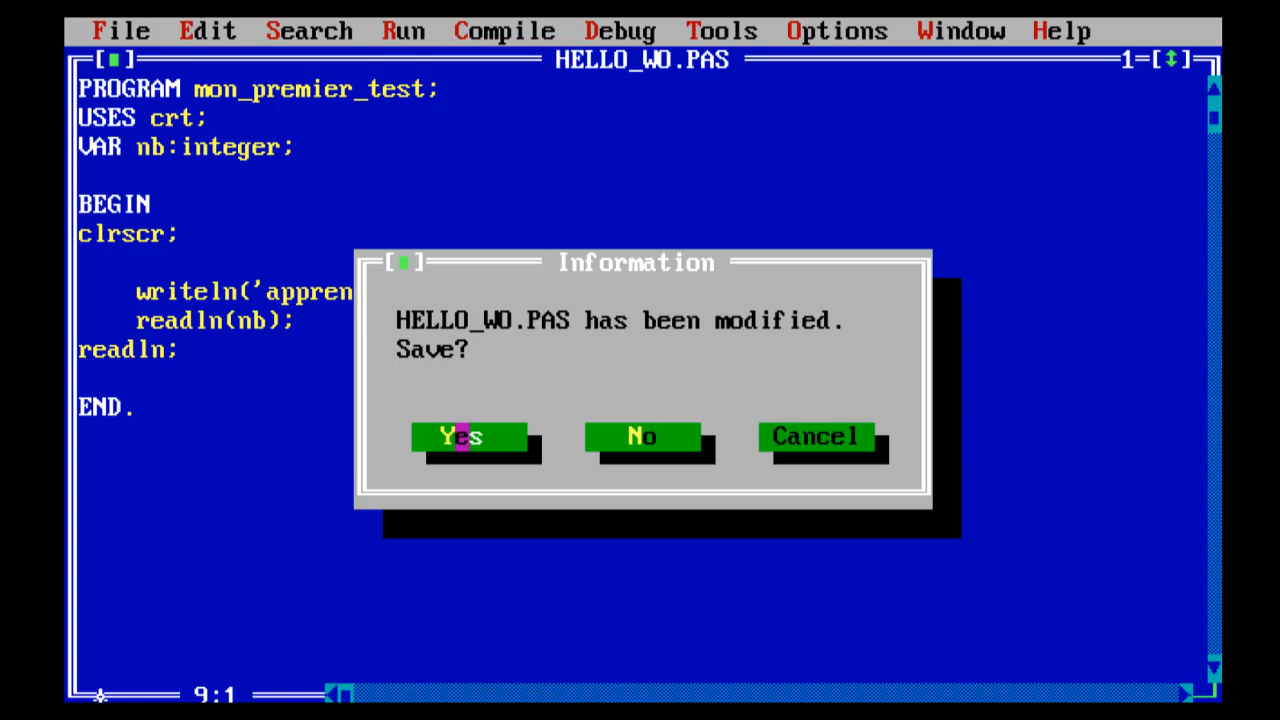 File Edit Search Run Compile Debug Tools Options Window Help
HELLO_WO.PAS 1
PROGRAM mon_premier_test;
USES crt;
VAR nb:integer;
BEGIN
clrscr;
writeln('appren
readln(nb);
readln;
END.
Information
HELLO_WO.PAS has been modified.
Save?
Yes No Cancel
9:1